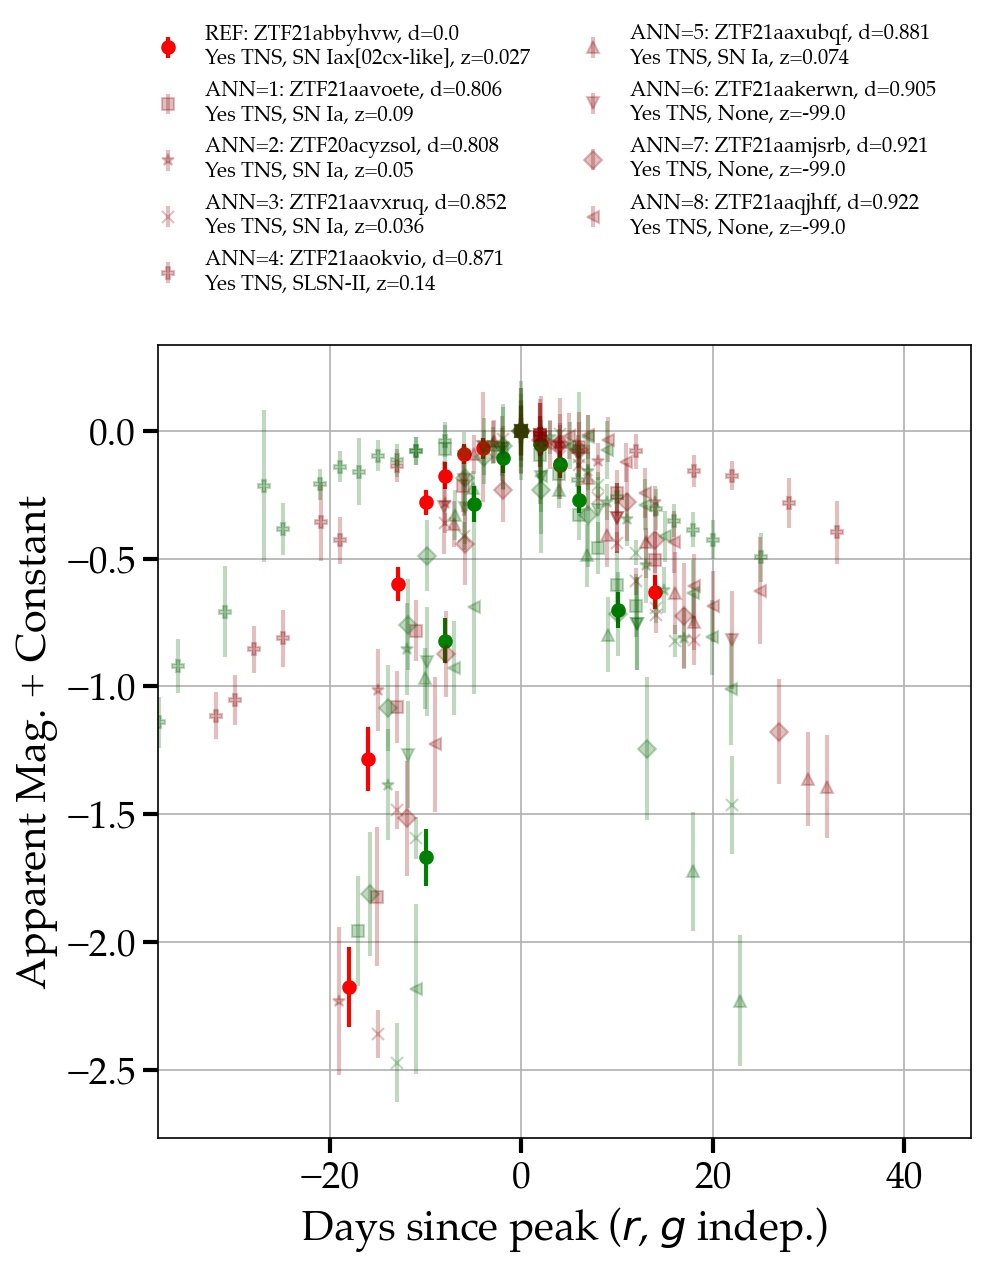 REF: ZTF21abbyhvw, d=0.0
Yes TNS, SN Iax[02cx-like], z=0.027
ANN=1: ZTF21aavoete, d=0.806
Yes TNS, SN Ia, z=0.09
ANN=2: ZTF20acyzsol, d=0.808
Yes TNS, SN Ia, z=0.05
ANN=3: ZTF21aavxruq, d=0.852
Yes TNS, SN Ia, z=0.036
ANN=4: ZTF21aaokvio, d=0.871
Yes TNS, SLSN-II, z=0.14
ANN=5: ZTF21aaxubqf, d=0.881
Yes TNS, SN Ia, z=0.074
ANN=6: ZTF21aakerwn, d=0.905
Yes TNS, None, z=-99.0
ANN=7: ZTF21aamjsrb, d=0.921
Yes TNS, None, z=-99.0
ANN=8: ZTF21aaqjhff, d=0.922
Yes TNS, None, z=-99.0
Apparent Mag. + Constant
0.0
−0.5
−1.0
−1.5
−2.0
−2.5
−20
0
20
40
Days since peak (r, g indep.)